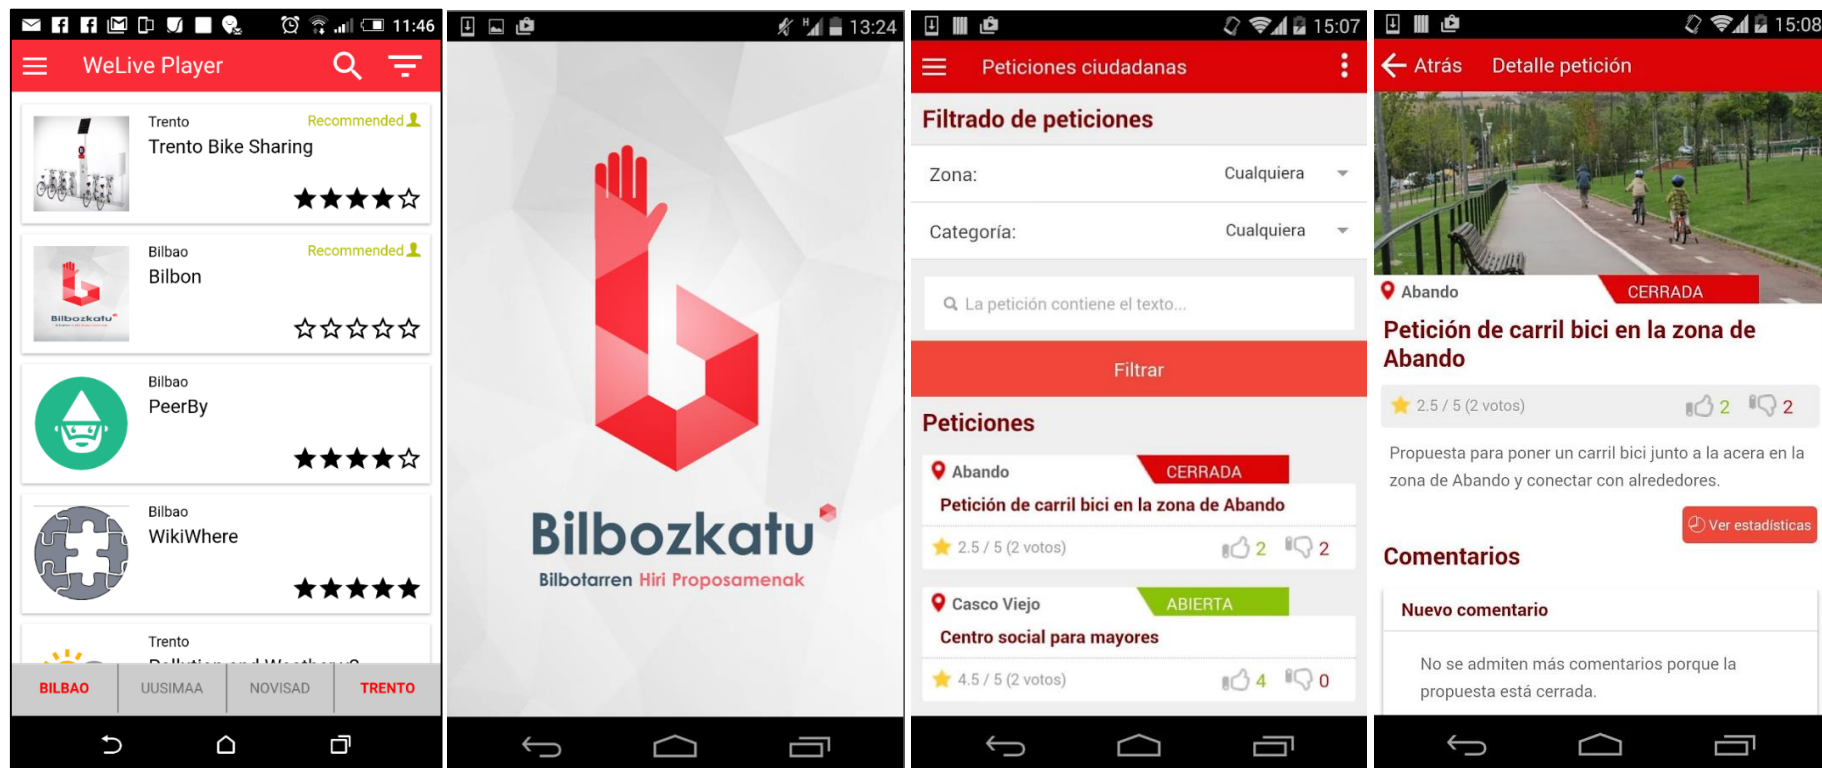 11:46
WeLive Player
Trento
Recommended
Trento Bike Sharing
Bilbao
Recommended
Bilbon
Bilbozkatu
Bilbao
PeerBy
Bilbao
WikiWhere
Trento
BILBAO
UUSIMAA
NOVISAD
TRENTO
H
13:24
Bilbozkatu
Bilbotarren Hiri Proposamenak
15:07
Peticiones ciudadanas
Filtrado de peticiones
Zona:
Cualquiera
Categoría:
Cualquiera
La petición contiene el texto...
Filtrar
Peticiones
Abando
CERRADA
Petición de carril bici en la zona de Abando
2.5 / 5 (2 votos)
2
2
Casco Viejo
ABIERTA
Centro social para mayores
4.5 / 5 (2 votos)
4
0
15:08
Atrás
Detalle petición
Abando
CERRADA
Petición de carril bici en la zona de
Abando
2.5 / 5 (2 votos)
2
2
Propuesta para poner un carril bici junto a la acera en la
zona de Abando y conectar con alrededores.
Ver estadísticas
Comentarios
Nuevo comentario
No se admiten más comentarios porque la
propuesta está cerrada.